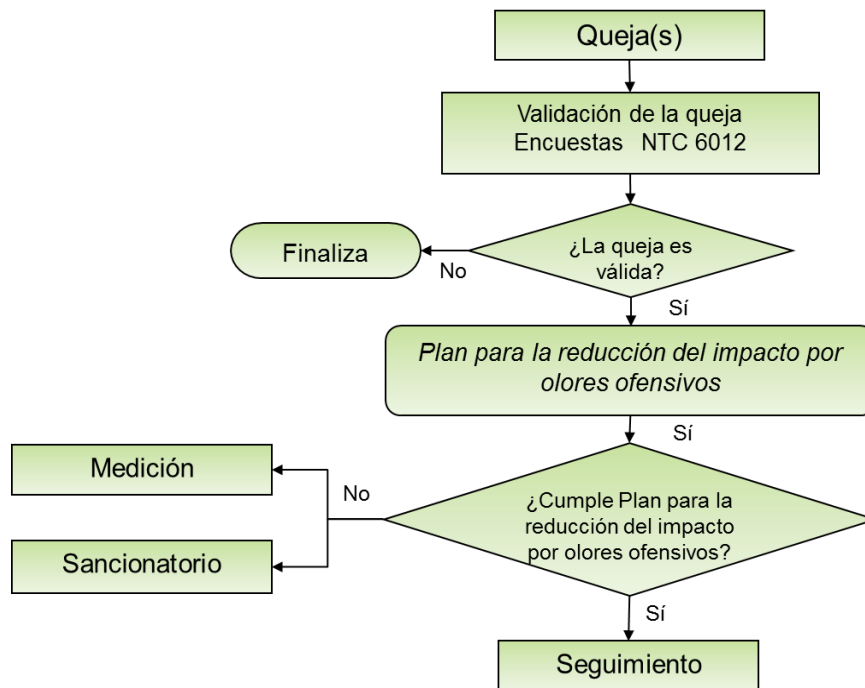 Queja(s)
Validación de la queja
Encuestas NTC 6012
¿La queja es
válida?
Finaliza
No
Sí
Plan para la reducción del impacto por
olores ofensivos
Sí
¿Cumple Plan para la
reducción del impacto
por olores ofensivos?
No
Medición
Sancionatorio
Sí
Seguimiento